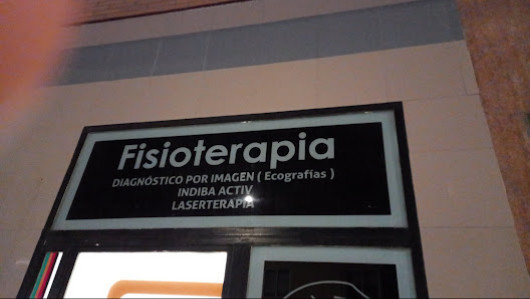 Fisioterapia
DIAGNÓSTICO POR IMAGEN ( Ecografías )
INDIBA ACTIV
LASERTERAPIA